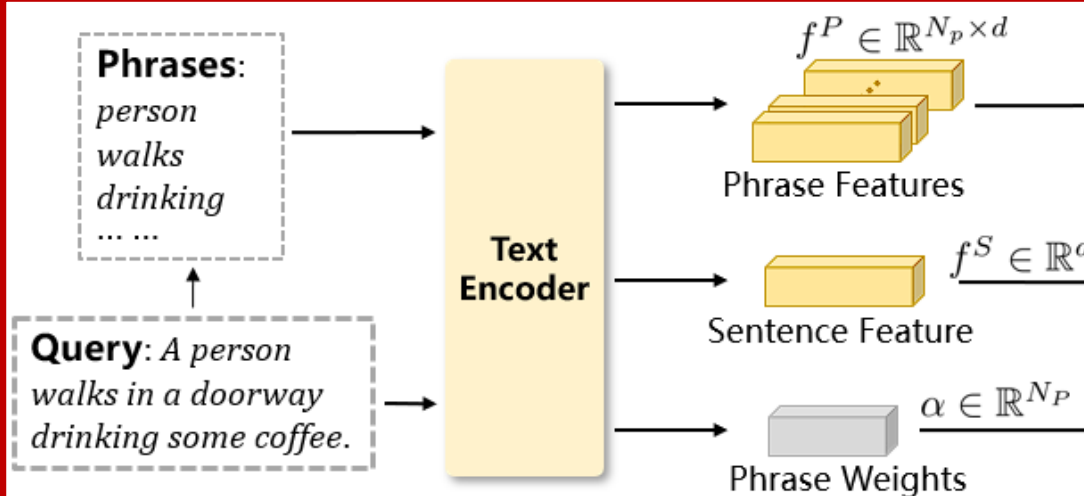 Phrases:
person
walks
drinking
... ...
Query: A person
walks in a doorway
drinking some coffee.
Text
Encoder
f^P ∈ ℝ^{N_p×d}
Phrase Features
f^S ∈ ℝ
Sentence Feature
α ∈ ℝ^{N_P}
Phrase Weights